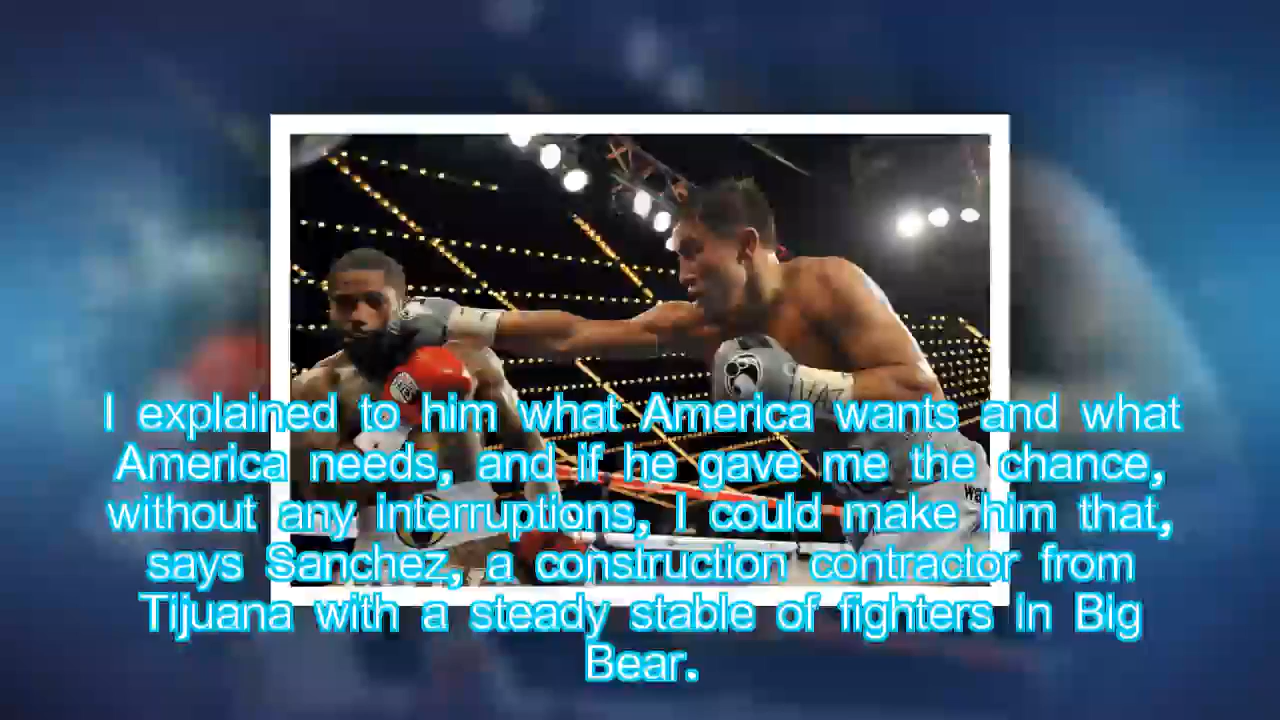 I explained to him what America wants and what
America needs, and if he gave me the chance,
without any interruptions, I could make him that,
says Sanchez, a construction contractor from
Tijuana with a steady stable of fighters in Big
Bear.